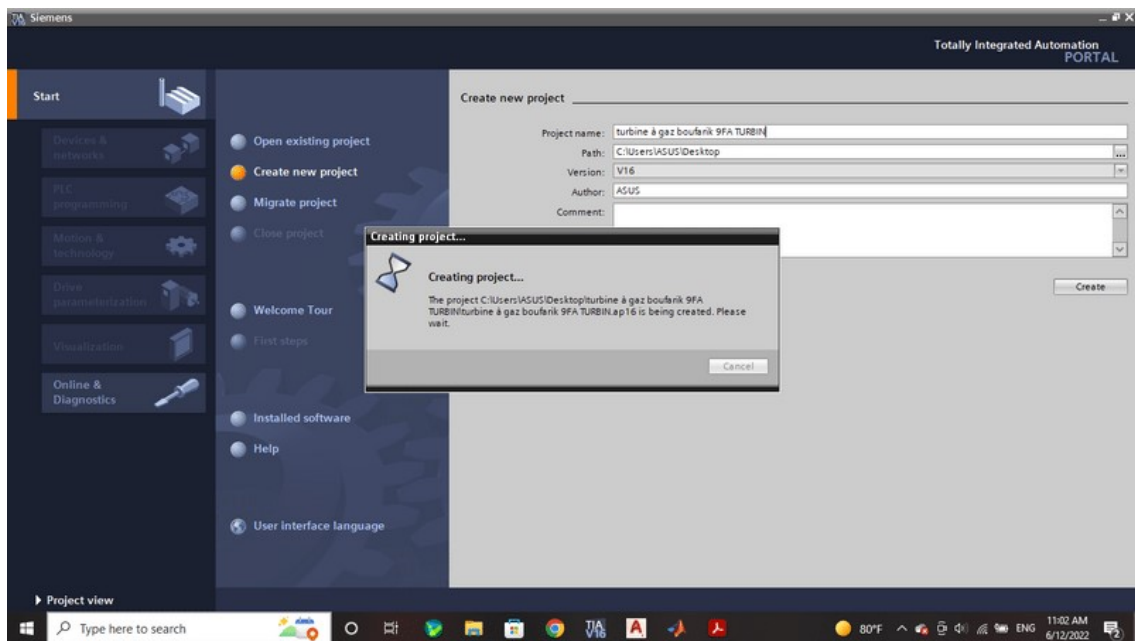 Siemens
Totally Integrated Automation
PORTAL
Start
Devices &
networks
PLC
programming
Motion &
technology
Drive
parameterization
Visualization
Online &
Diagnostics
Open existing project
Create new project
Migrate project
Close project
Welcome Tour
First steps
Installed software
Help
User interface language
Create new project
Project name: turbine à gaz boufarik 9FA TURBIN
Path: C:\Users\ASUS\Desktop
...
Version: V16
Author: ASUS
Comment:
Create
Creating project...
Creating project...
The project C:\Users\ASUS\Desktop\turbine à gaz boufarik 9FA
TURBIN\turbine à gaz boufarik 9FA TURBIN.ap16 is being created. Please
wait.
Cancel
Project view
Type here to search
TIA
V16
80°F
ENG
11:02 AM
6/12/2022
2